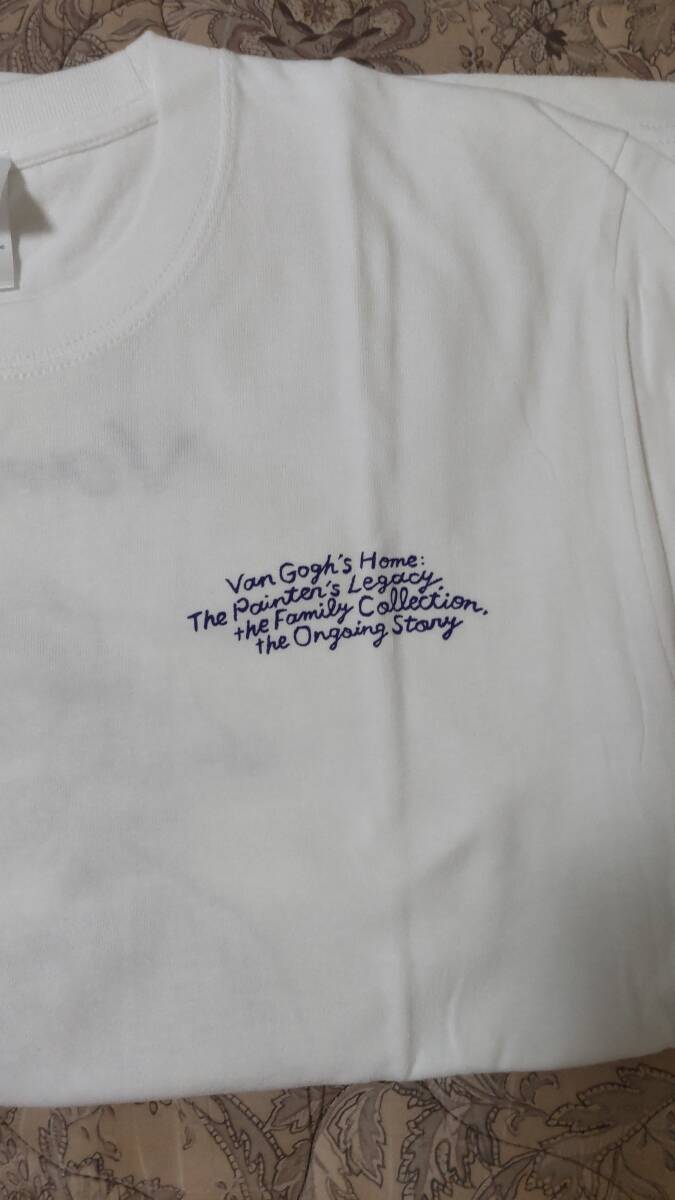 Van Gogh's Home:
The Painter's Legacy,
the Family Collection,
the Ongoing Story